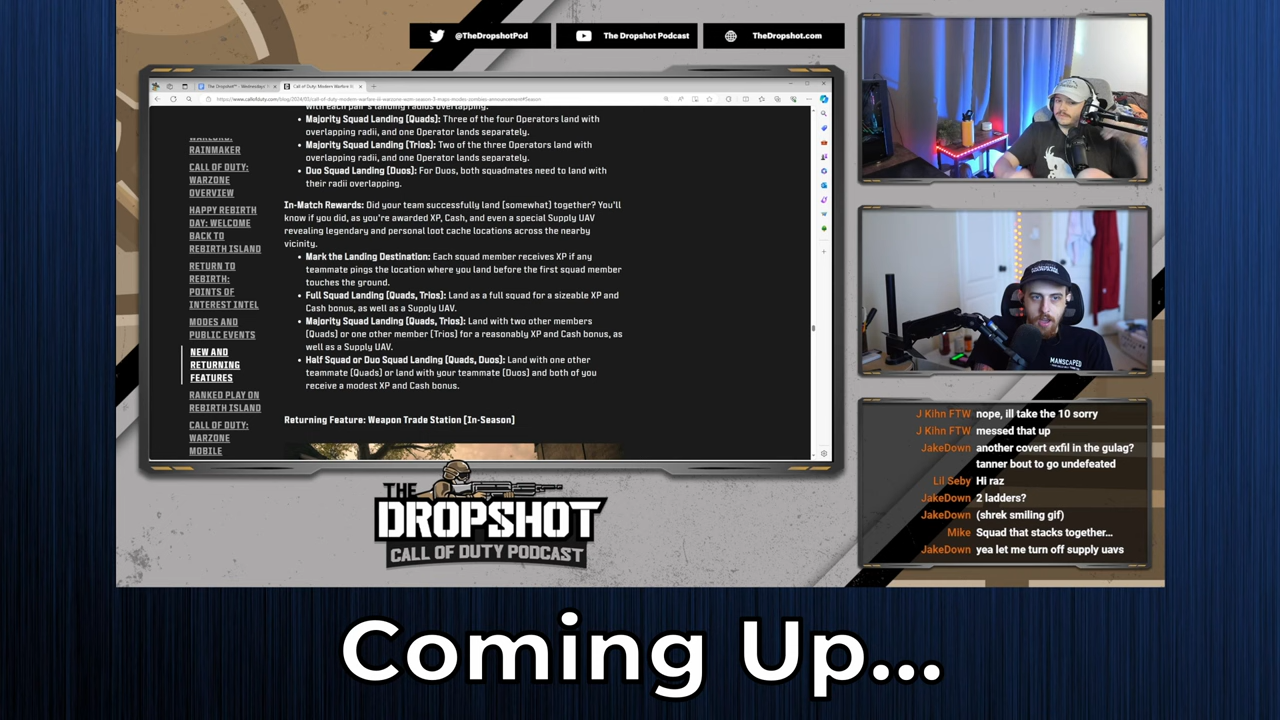 @TheDropshotPod
The Dropshot Podcast
TheDropshot.com
with each pair's landing radios overlapping.
Majority Squad Landing [Quads]: Three of the four Operators land with
overlapping radii, and one Operator lands separately.
Majority Squad Landing [Trios]: Two of the three Operators land with
overlapping radii, and one Operator lands separately.
Duo Squad Landing [Duos]: For Duos, both squadmates need to land with
their radii overlapping.
In-Match Rewards: Did your team successfully land [somewhat] together? You'll
know if you did, as you're awarded XP, Cash, and even a special Supply UAV
revealing legendary and personal loot cache locations across the nearby
vicinity.
Mark the Landing Destination: Each squad member receives XP if any
teammate pings the location where you land before the first squad member
touches the ground.
Full Squad Landing [Quads, Trios]: Land as a full squad for a sizeable XP and
Cash bonus, as well as a Supply UAV.
Majority Squad Landing [Quads, Trios]: Land with two other members
[Quads] or one other member [Trios] for a reasonably XP and Cash bonus, as
well as a Supply UAV.
Half Squad or Duo Squad Landing [Quads, Duos]: Land with one other
teammate [Quads] or land with your teammate [Duos] and both of you
receive a modest XP and Cash bonus.
Returning Feature: Weapon Trade Station [In-Season]
RAINMAKER
CALL OF DUTY:
WARZONE
OVERVIEW
HAPPY REBIRTH
DAY: WELCOME
BACK TO
REBIRTH ISLAND
RETURN TO
REBIRTH:
POINTS OF
INTEREST INTEL
MODES AND
PUBLIC EVENTS
NEW AND
RETURNING
FEATURES
RANKED PLAY ON
REBIRTH ISLAND
CALL OF DUTY:
WARZONE
MOBILE
MANSCAPED
J Kihn FTW nope, ill take the 10 sorry
J Kihn FTW messed that up
JakeDown another covert exfil in the gulag?
tanner bout to go undefeated
Lil Seby Hi raz
JakeDown 2 ladders?
JakeDown (shrek smiling gif)
Mike Squad that stacks together...
JakeDown yea let me turn off supply uavs
THE
DROPSHOT
CALL OF DUTY PODCAST
Coming Up...